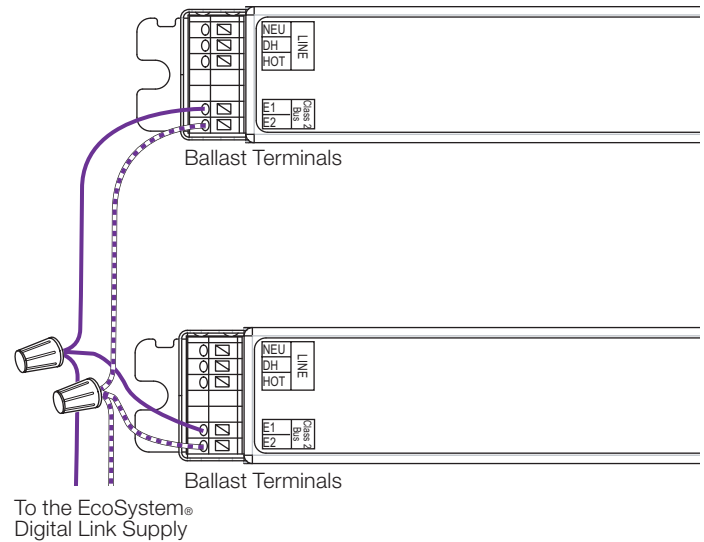 NEU
DH
HOT
LINE
E1
E2
Class 2
Bus
Ballast Terminals
NEU
DH
HOT
LINE
E1
E2
Class 2
Bus
Ballast Terminals
To the EcoSystem®
Digital Link Supply